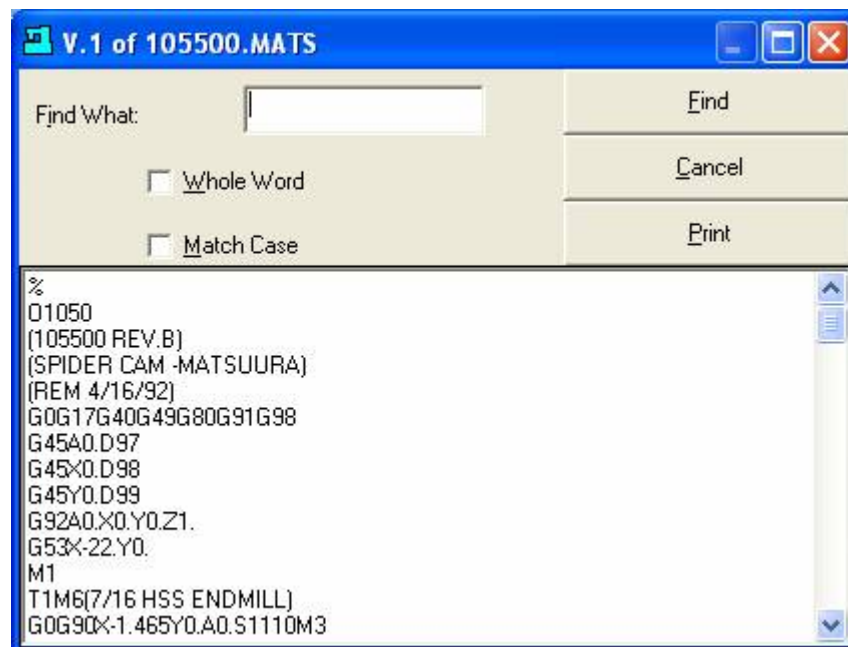 V.1 of 105500.MATS
Find What:
Find
Whole Word
Cancel
Match Case
Print
%
O1050
(105500 REV.B)
(SPIDER CAM -MATSUURA)
(REM 4/16/92)
G0G17G40G49G80G91G98
G45A0.D97
G45X0.D98
G45Y0.D99
G92A0.X0.Y0.Z1.
G53X-22.Y0.
M1
T1M6(7/16 HSS ENDMILL)
G0G90X-1.465Y0.A0.S1110M3